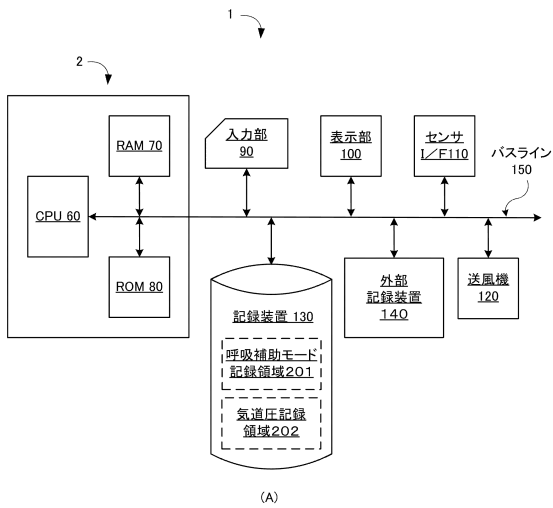 1
2
RAM 70
CPU 60
ROM 80
入力部
90
表示部
100
センサ
I／F110
バスライン
150
記録装置 130
呼吸補助モード
記録領域201
気道圧記録
領域202
外部
記録装置
140
送風機
120
(A)